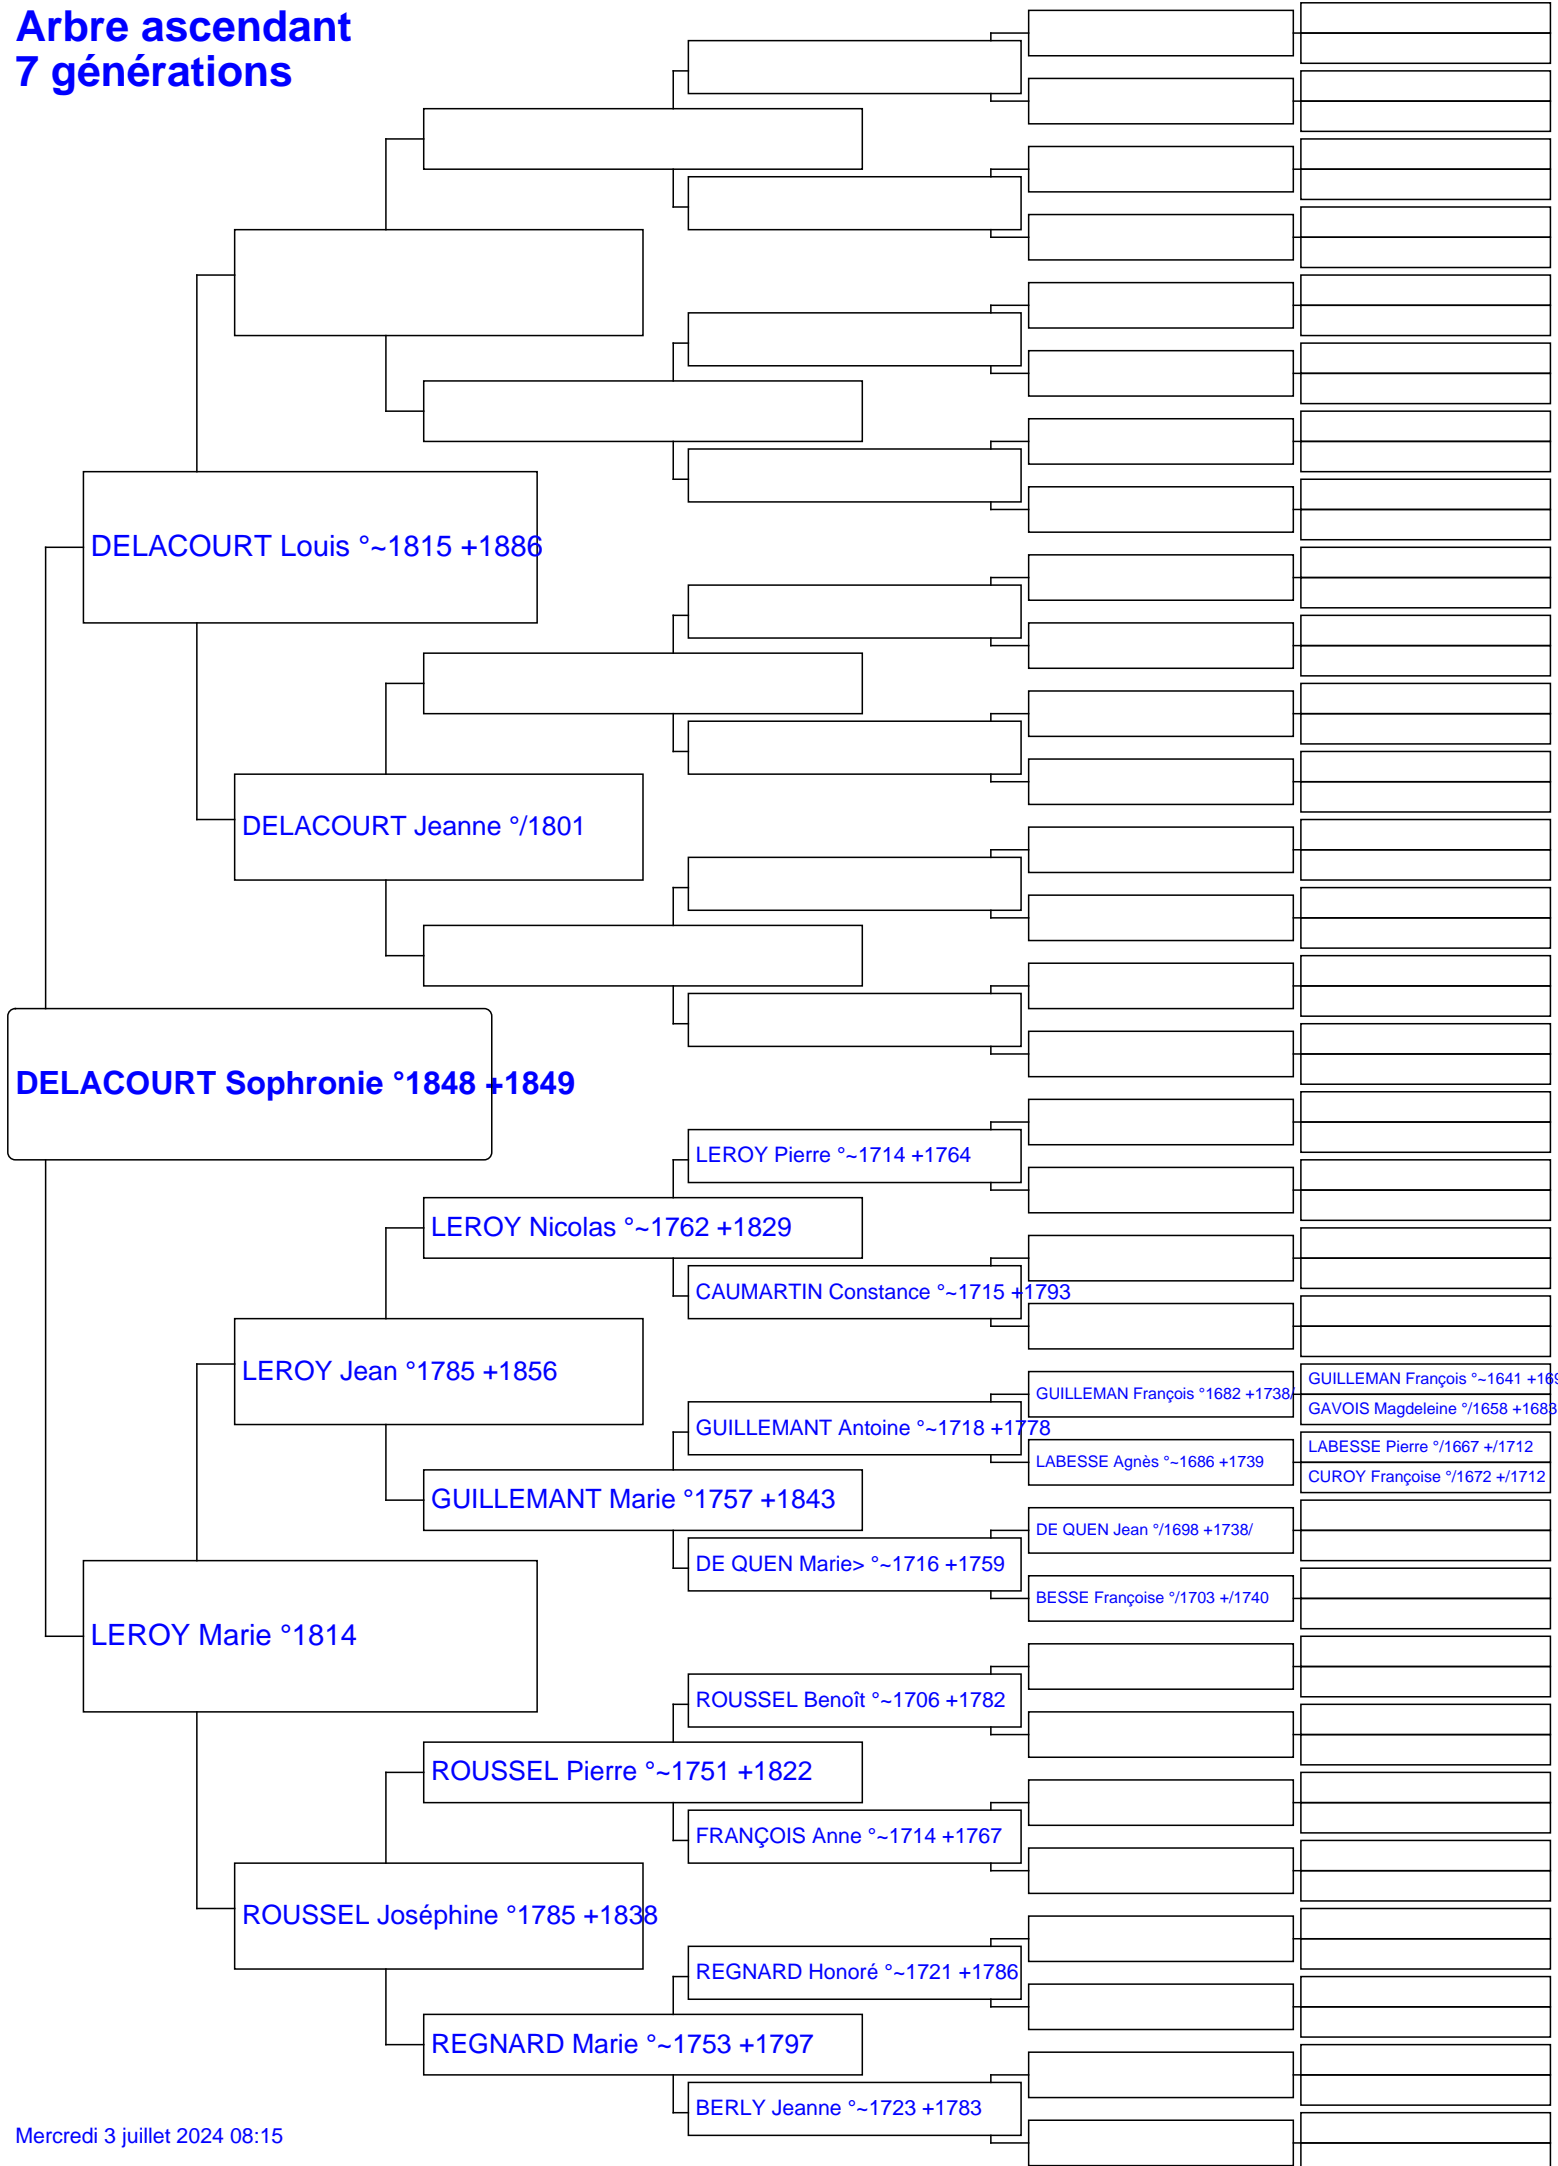 Arbre ascendant
7 générations
DELACOURT Louis °~1815 +1886
DELACOURT Jeanne °/1801
DELACOURT Sophronie °1848 +1849
LEROY Pierre °~1714 +1764
LEROY Nicolas °~1762 +1829
CAUMARTIN Constance °~1715 +1793
LEROY Jean °1785 +1856
GUILLEMAN François °1682 +1738/
GUILLEMAN François °~1641 +169
GAVOIS Magdeleine °/1658 +1683
GUILLEMANT Antoine °~1718 +1778
LABESSE Agnès °~1686 +1739
LABESSE Pierre °/1667 +/1712
CUROY Françoise °/1672 +/1712
GUILLEMANT Marie °1757 +1843
DE QUEN Jean °/1698 +1738/
DE QUEN Marie> °~1716 +1759
BESSE Françoise °/1703 +/1740
LEROY Marie °1814
ROUSSEL Benoît °~1706 +1782
ROUSSEL Pierre °~1751 +1822
FRANÇOIS Anne °~1714 +1767
ROUSSEL Joséphine °1785 +1838
REGNARD Honoré °~1721 +1786
REGNARD Marie °~1753 +1797
BERLY Jeanne °~1723 +1783
Mercredi 3 juillet 2024 08:15